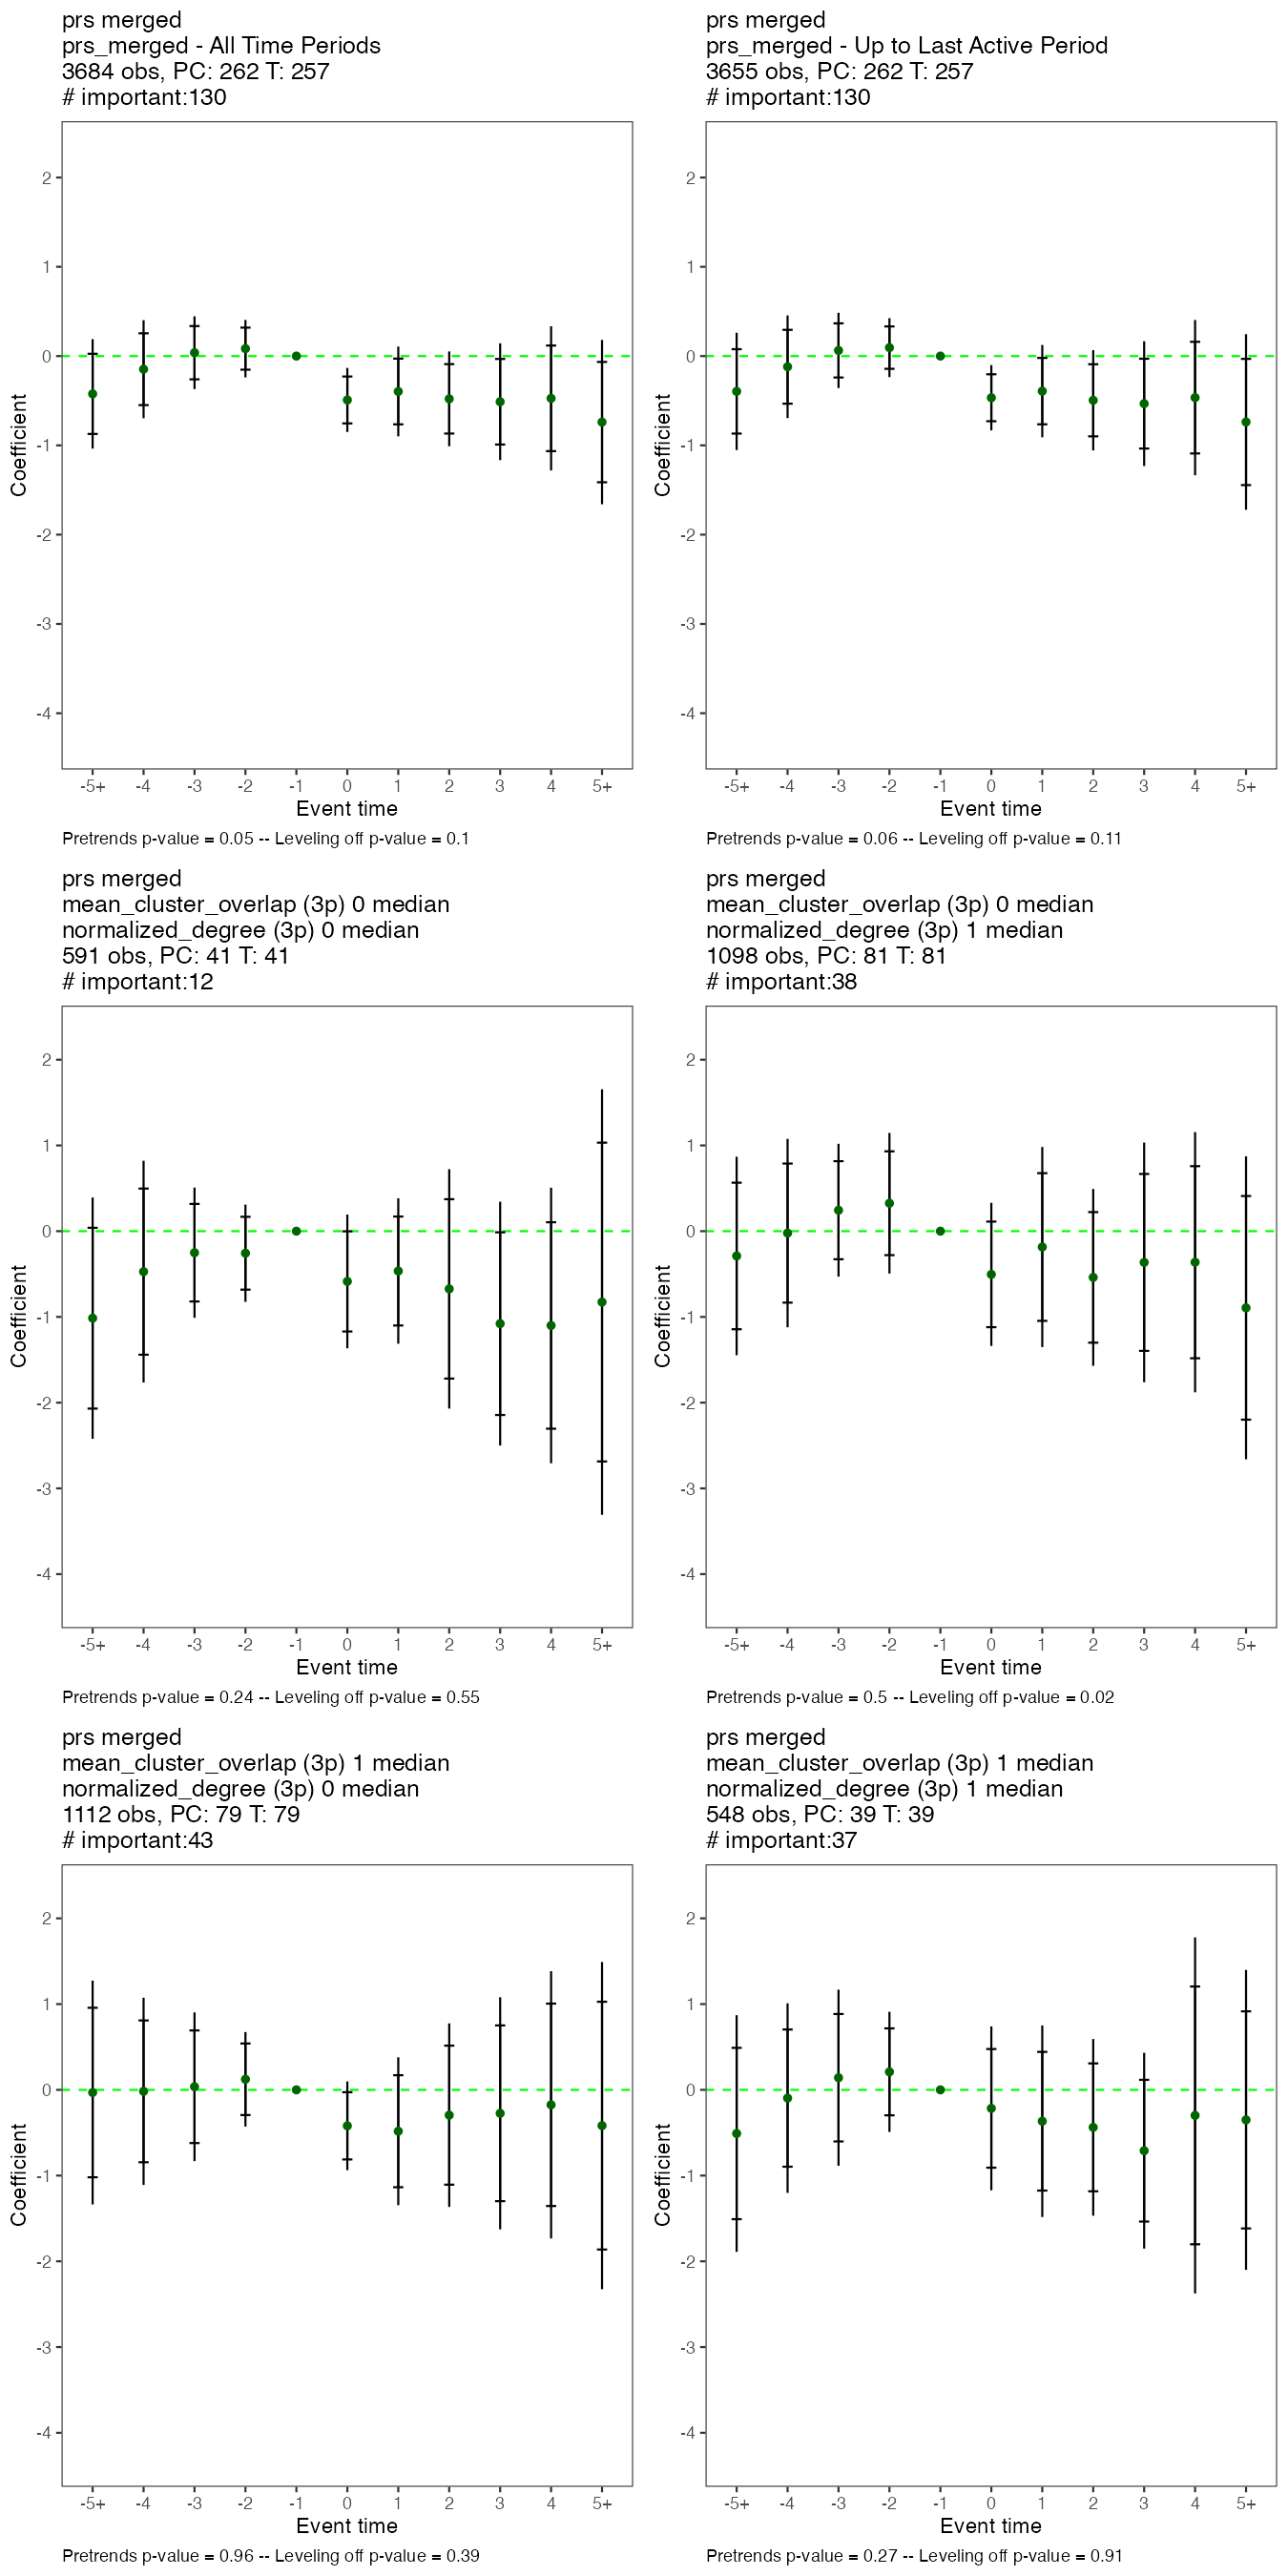 prs merged
prs_merged - All Time Periods
3684 obs, PC: 262 T: 257
# important:130
2
1
0
-1
-2
-3
-4
Coefficient
-5+ -4 -3 -2 -1 0 1 2 3 4 5+
Event time
Pretrends p-value = 0.05 -- Leveling off p-value = 0.1
prs merged
prs_merged - Up to Last Active Period
3655 obs, PC: 262 T: 257
# important:130
2
1
0
-1
-2
-3
-4
Coefficient
-5+ -4 -3 -2 -1 0 1 2 3 4 5+
Event time
Pretrends p-value = 0.06 -- Leveling off p-value = 0.11
prs merged
mean_cluster_overlap (3p) 0 median
normalized_degree (3p) 0 median
591 obs, PC: 41 T: 41
# important:12
2
1
0
-1
-2
-3
-4
Coefficient
-5+ -4 -3 -2 -1 0 1 2 3 4 5+
Event time
Pretrends p-value = 0.24 -- Leveling off p-value = 0.55
prs merged
mean_cluster_overlap (3p) 0 median
normalized_degree (3p) 1 median
1098 obs, PC: 81 T: 81
# important:38
2
1
0
-1
-2
-3
-4
Coefficient
-5+ -4 -3 -2 -1 0 1 2 3 4 5+
Event time
Pretrends p-value = 0.5 -- Leveling off p-value = 0.02
prs merged
mean_cluster_overlap (3p) 1 median
normalized_degree (3p) 0 median
1112 obs, PC: 79 T: 79
# important:43
2
1
0
-1
-2
-3
-4
Coefficient
-5+ -4 -3 -2 -1 0 1 2 3 4 5+
Event time
Pretrends p-value = 0.96 -- Leveling off p-value = 0.39
prs merged
mean_cluster_overlap (3p) 1 median
normalized_degree (3p) 1 median
548 obs, PC: 39 T: 39
# important:37
2
1
0
-1
-2
-3
-4
Coefficient
-5+ -4 -3 -2 -1 0 1 2 3 4 5+
Event time
Pretrends p-value = 0.27 -- Leveling off p-value = 0.91